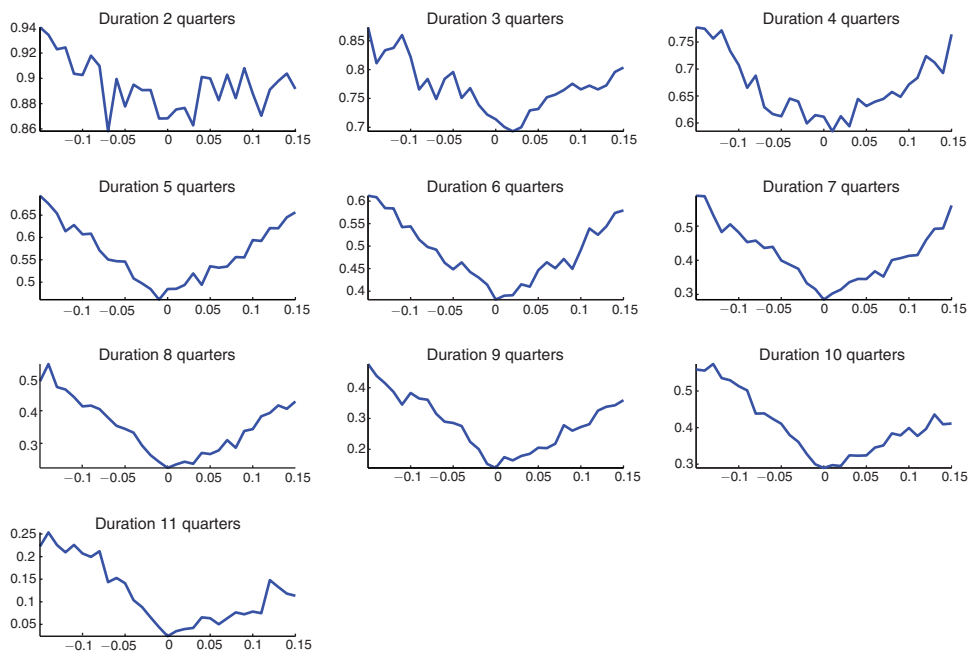 Duration 2 quarters
0.94
0.92
0.90
0.88
0.86
−0.1 −0.05 0 0.05 0.1 0.15
Duration 3 quarters
0.85
0.8
0.75
0.7
−0.1 −0.05 0 0.05 0.1 0.15
Duration 4 quarters
0.75
0.7
0.65
0.6
−0.1 −0.05 0 0.05 0.1 0.15
Duration 5 quarters
0.65
0.6
0.55
0.5
−0.1 −0.05 0 0.05 0.1 0.15
Duration 6 quarters
0.6
0.55
0.5
0.45
0.4
−0.1 −0.05 0 0.05 0.1 0.15
Duration 7 quarters
0.5
0.4
0.3
−0.1 −0.05 0 0.05 0.1 0.15
Duration 8 quarters
0.5
0.4
0.3
−0.1 −0.05 0 0.05 0.1 0.15
Duration 9 quarters
0.4
0.3
0.2
−0.1 −0.05 0 0.05 0.1 0.15
Duration 10 quarters
0.5
0.4
0.3
−0.1 −0.05 0 0.05 0.1 0.15
Duration 11 quarters
0.25
0.2
0.15
0.1
0.05
−0.1 −0.05 0 0.05 0.1 0.15